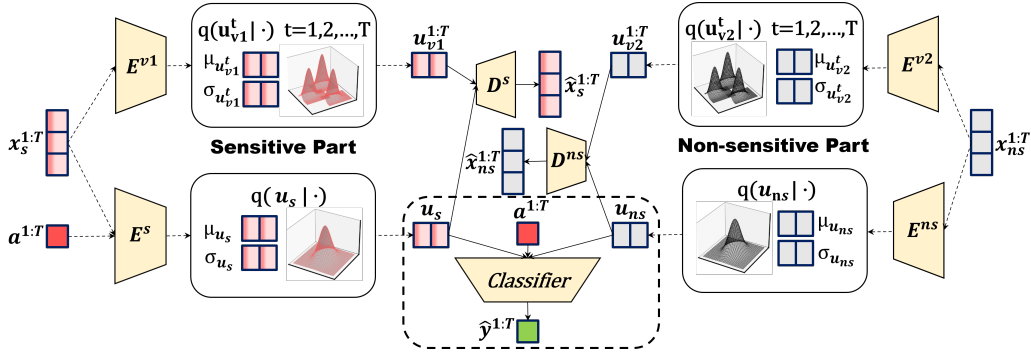 q(u_{v1}^t | ·) t=1,2,...,T
μ_{u_{v1}^t}
σ_{u_{v1}^t}
E^{v1}
x_s^{1:T}
Sensitive Part
a^{1:T}
E^s
q(u_s | ·)
μ_{u_s}
σ_{u_s}
u_{v1}^{1:T}
D^s
x̂_s^{1:T}
u_{v2}^{1:T}
x̂_{ns}^{1:T}
D^{ns}
u_s
a^{1:T}
u_{ns}
Classifier
ŷ^{1:T}
q(u_{v2}^t | ·) t=1,2,...,T
μ_{u_{v2}^t}
σ_{u_{v2}^t}
E^{v2}
Non-sensitive Part
x_{ns}^{1:T}
q(u_{ns} | ·)
μ_{u_{ns}}
σ_{u_{ns}}
E^{ns}